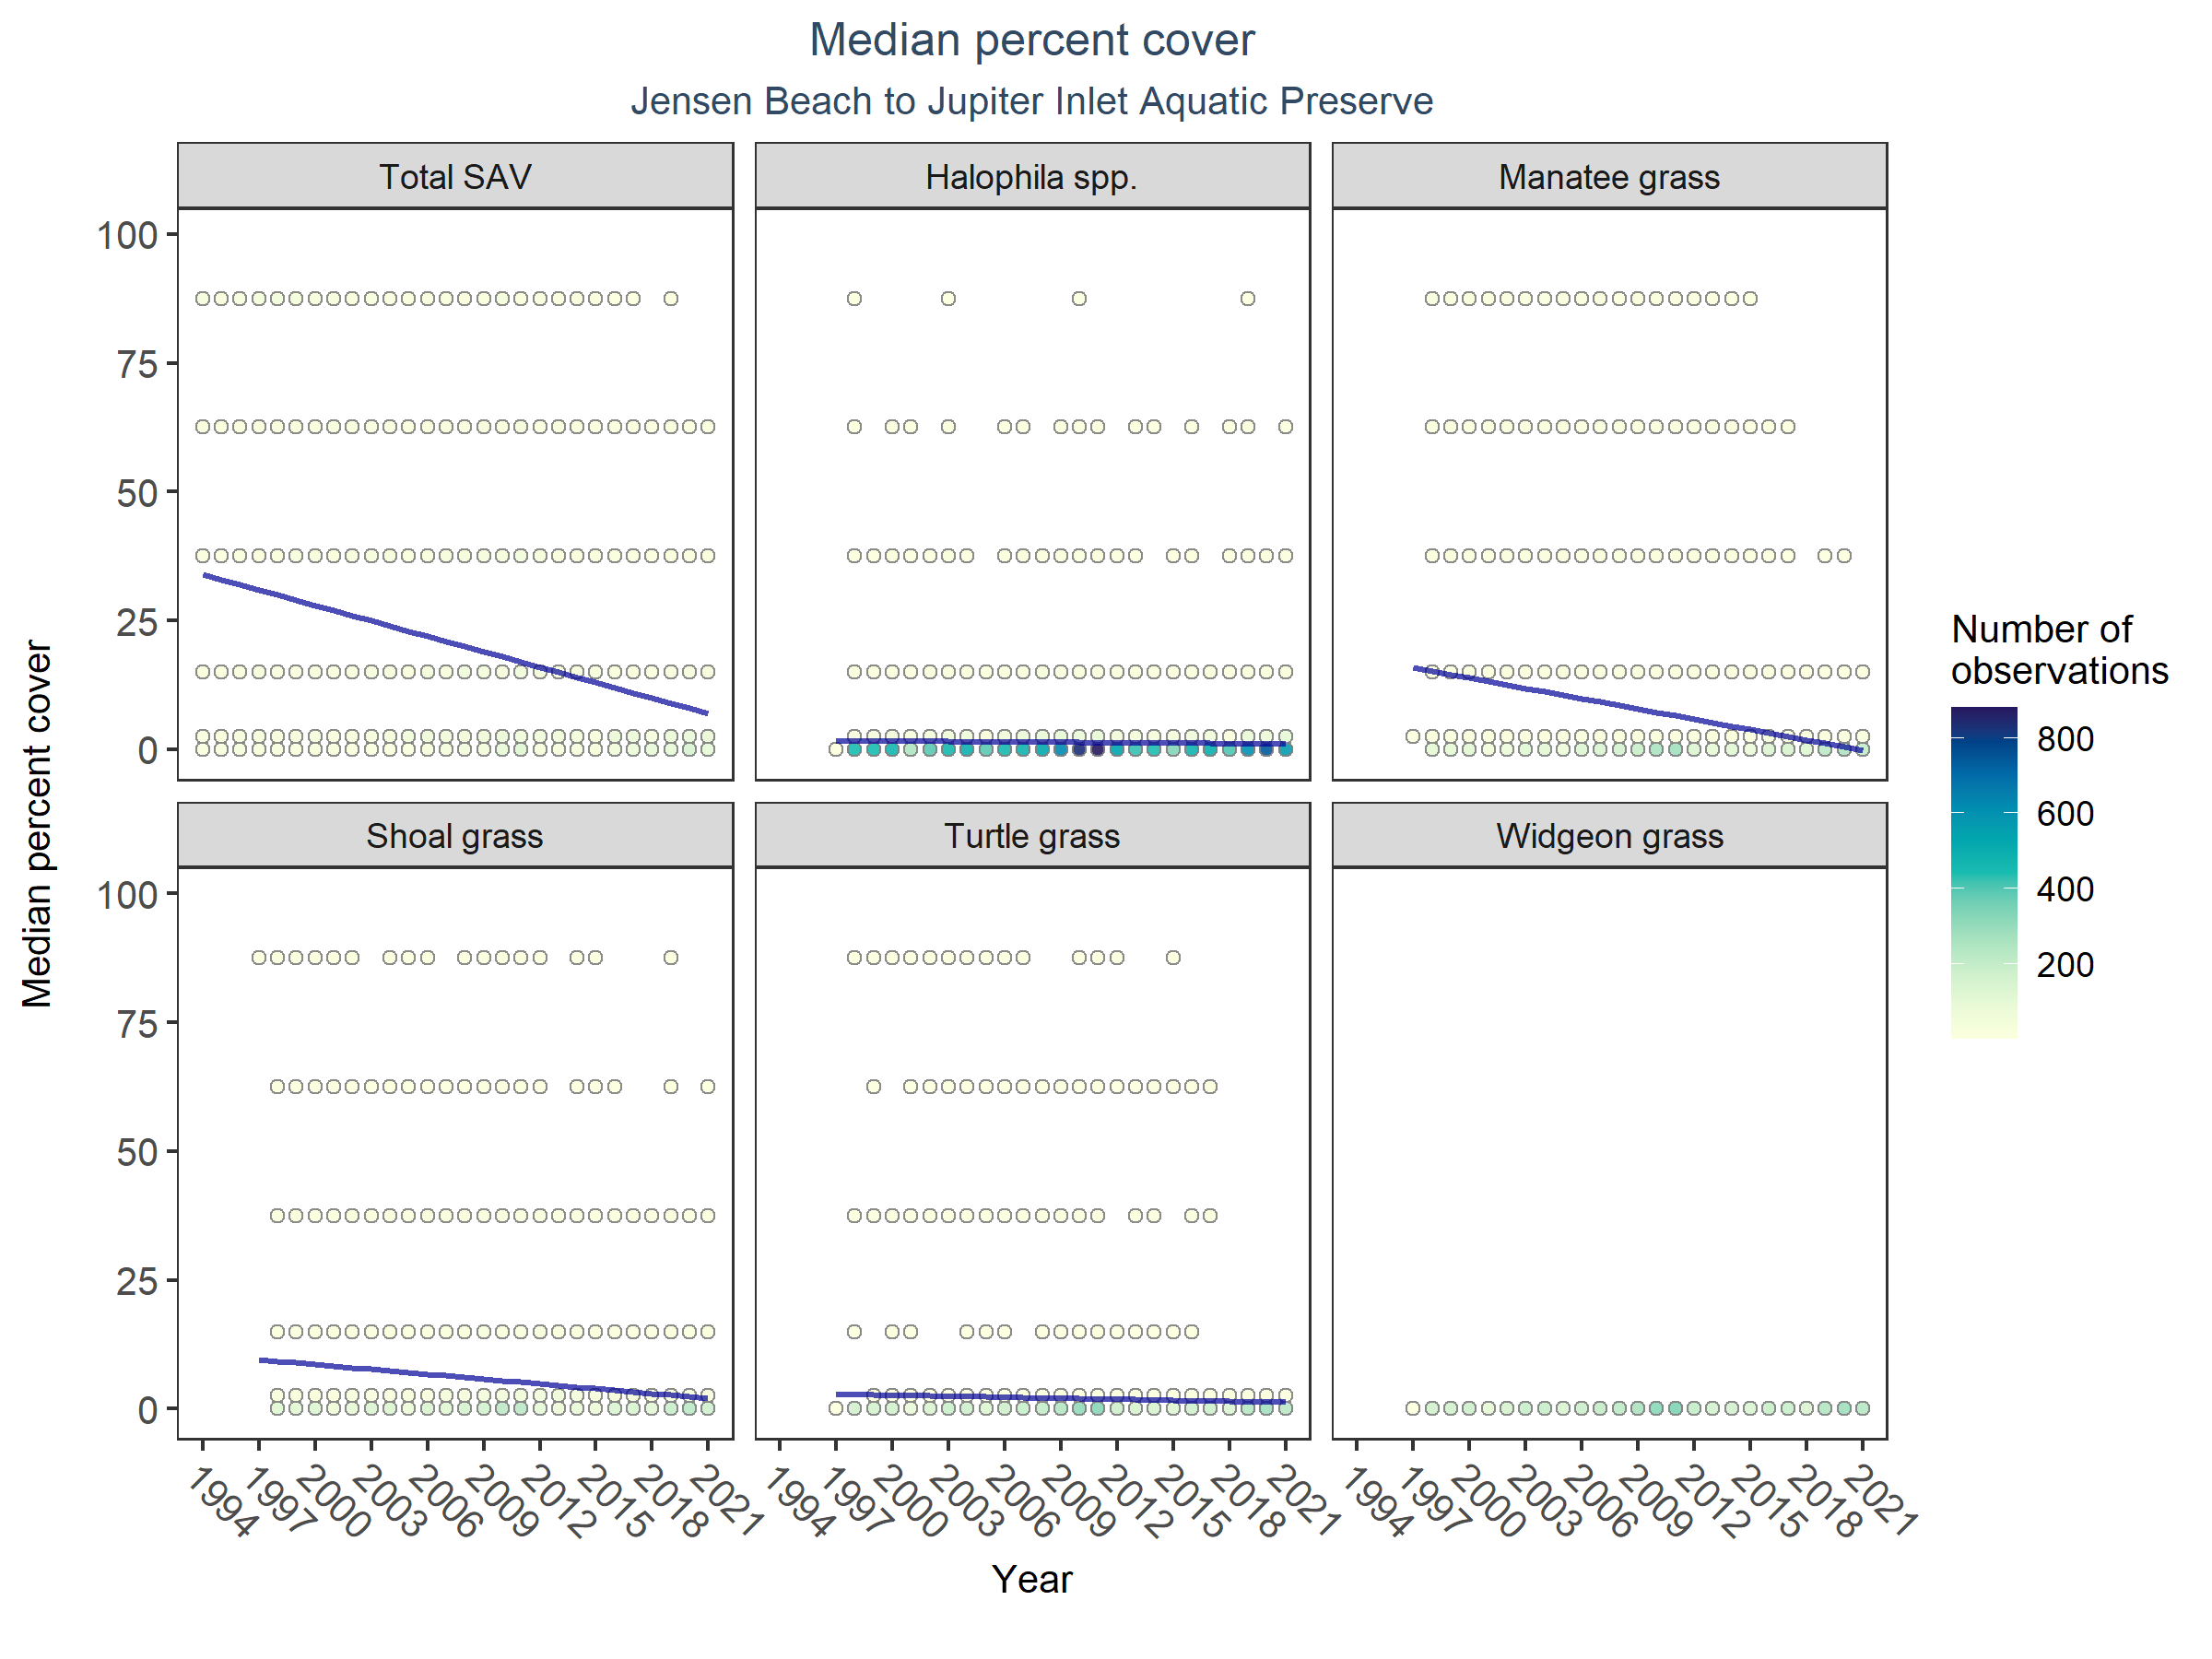 Median percent cover
Jensen Beach to Jupiter Inlet Aquatic Preserve
Total SAV
Halophila spp.
Manatee grass
100
75
50
25
0
Shoal grass
Turtle grass
Widgeon grass
100
75
50
25
0
Median percent cover
1994 1997 2000 2003 2006 2009 2012 2015 2018 2021
1994 1997 2000 2003 2006 2009 2012 2015 2018 2021
1994 1997 2000 2003 2006 2009 2012 2015 2018 2021
Year
Number of
observations
800
600
400
200